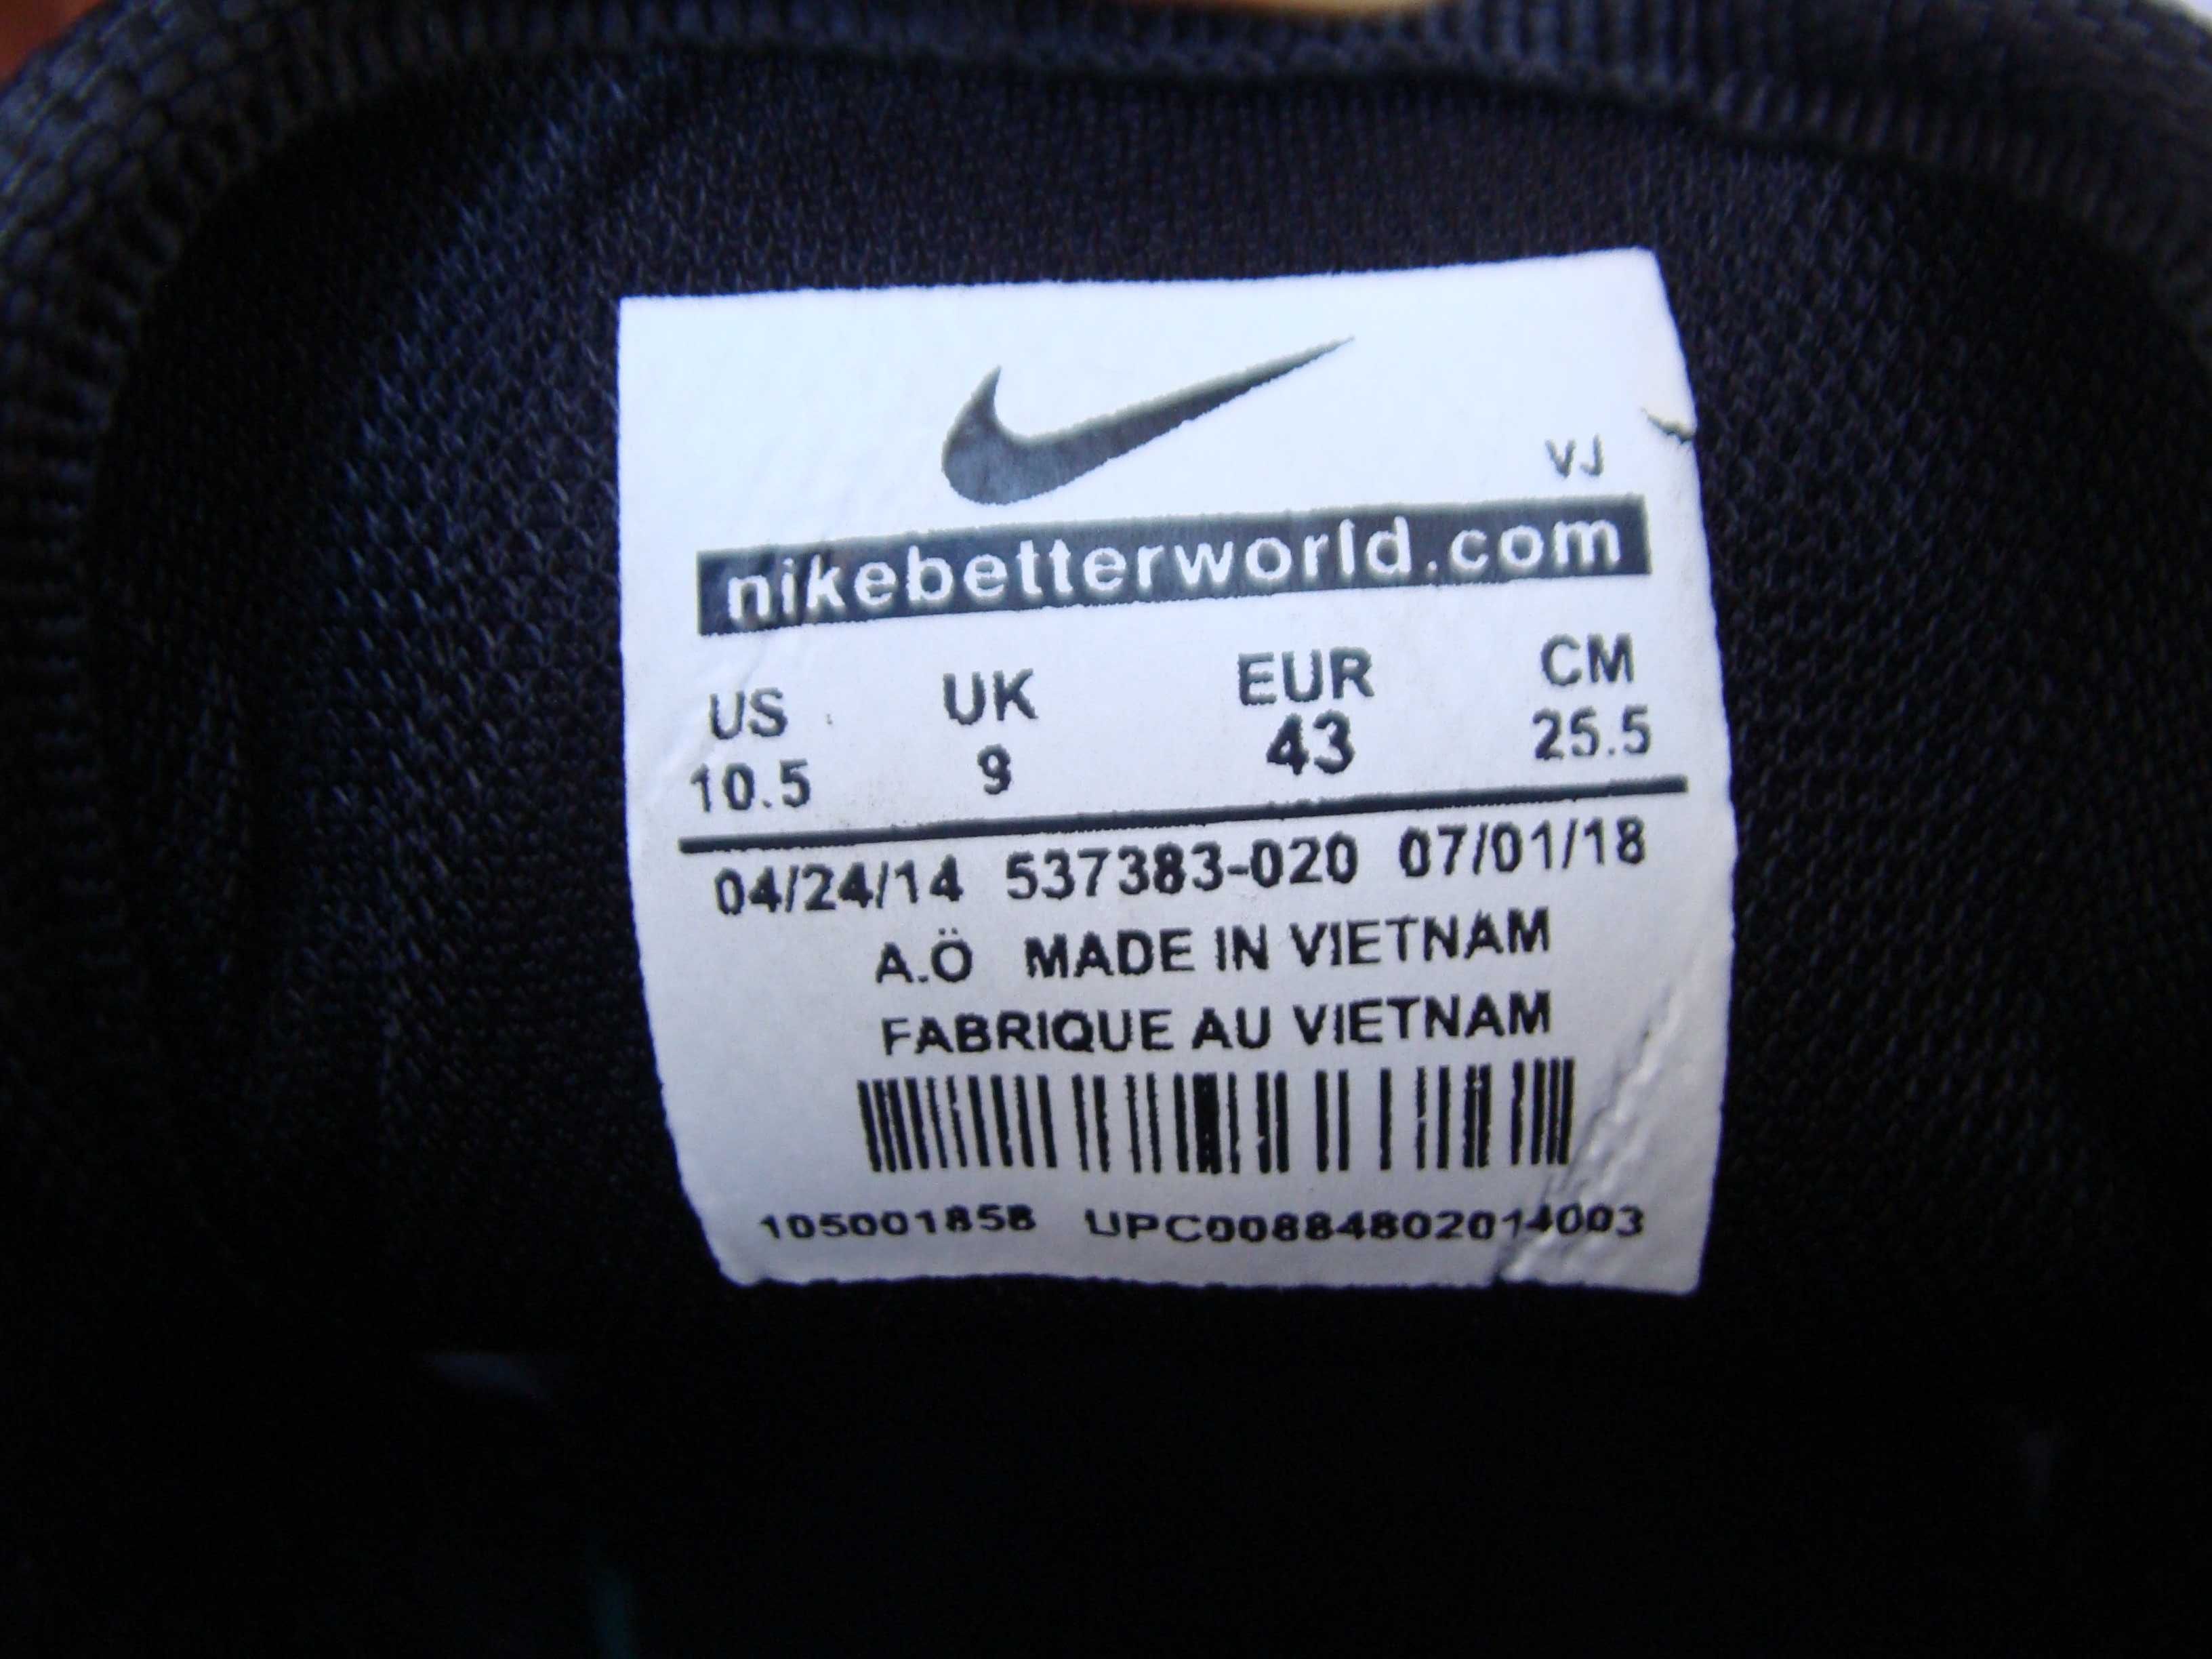 VJ
nikebetterworld.com
US UK EUR CM
10.5 9 43 25.5
04/24/14 537383-020 07/01/18
A.Ö MADE IN VIETNAM
FABRIQUE AU VIETNAM
105001858 UPC00884802014003